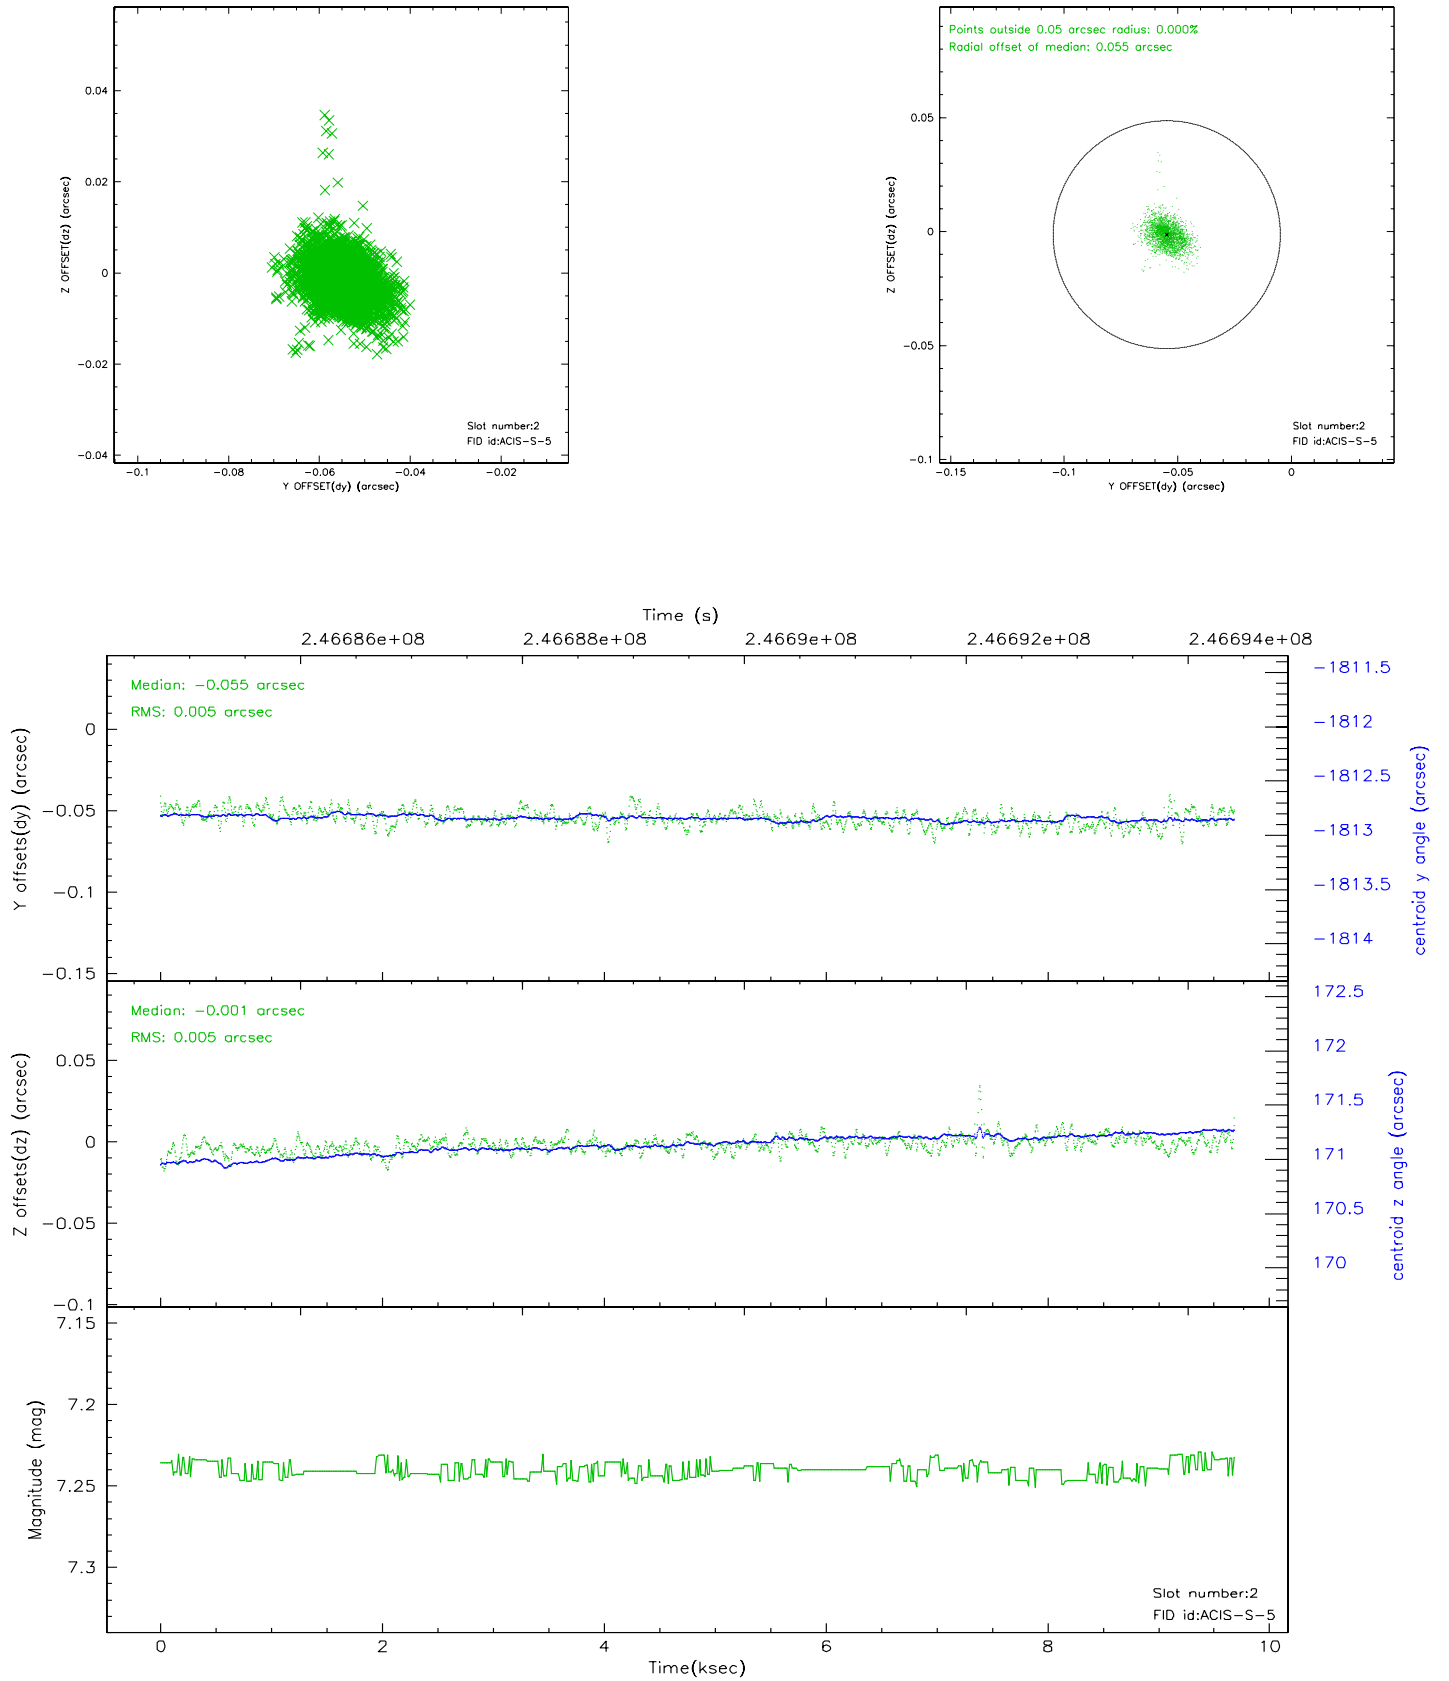 0.04
0.02
0
−0.02
−0.04
Z OFFSET(dz) (arcsec)
Slot number:2
FID id:ACIS−S−5
−0.1
−0.08
−0.06
−0.04
−0.02
Y OFFSET(dy) (arcsec)
Points outside 0.05 arcsec radius: 0.000%
Radial offset of median: 0.055 arcsec
0.05
0
−0.05
−0.1
Z OFFSET(dz) (arcsec)
Slot number:2
FID id:ACIS−S−5
−0.15
−0.1
−0.05
0
Y OFFSET(dy) (arcsec)
Time (s)
2.46686e+08
2.46688e+08
2.4669e+08
2.46692e+08
2.46694e+08
Median: −0.055 arcsec
RMS: 0.005 arcsec
0
−0.05
−0.1
−0.15
Y offsets(dy) (arcsec)
−1811.5
−1812
−1812.5
−1813
−1813.5
−1814
centroid y angle (arcsec)
Median: −0.001 arcsec
RMS: 0.005 arcsec
0.05
0
−0.05
−0.1
Z offsets(dz) (arcsec)
172.5
172
171.5
171
170.5
170
centroid z angle (arcsec)
7.15
7.2
7.25
7.3
Magnitude (mag)
Slot number:2
FID id:ACIS−S−5
0
2
4
6
8
10
Time(ksec)